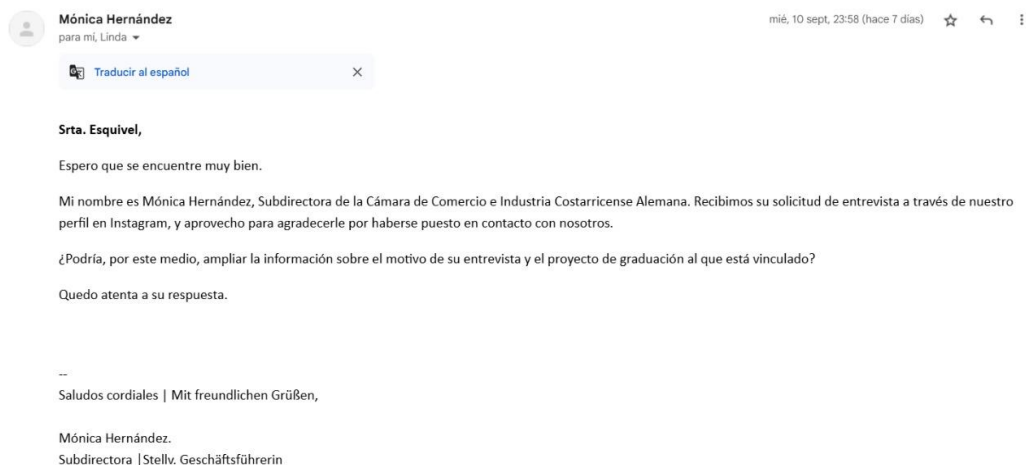 Mónica Hernández
mié, 10 sept, 23:58 (hace 7 días)
para mí, Linda
Traducir al español
Srta. Esquivel,
Espero que se encuentre muy bien.
Mi nombre es Mónica Hernández, Subdirectora de la Cámara de Comercio e Industria Costarricense Alemana. Recibimos su solicitud de entrevista a través de nuestro
perfil en Instagram, y aprovecho para agradecerle por haberse puesto en contacto con nosotros.
¿Podría, por este medio, ampliar la información sobre el motivo de su entrevista y el proyecto de graduación al que está vinculado?
Quedo atenta a su respuesta.
--
Saludos cordiales | Mit freundlichen Grüßen,
Mónica Hernández.
Subdirectora |Stellv. Geschäftsführerin